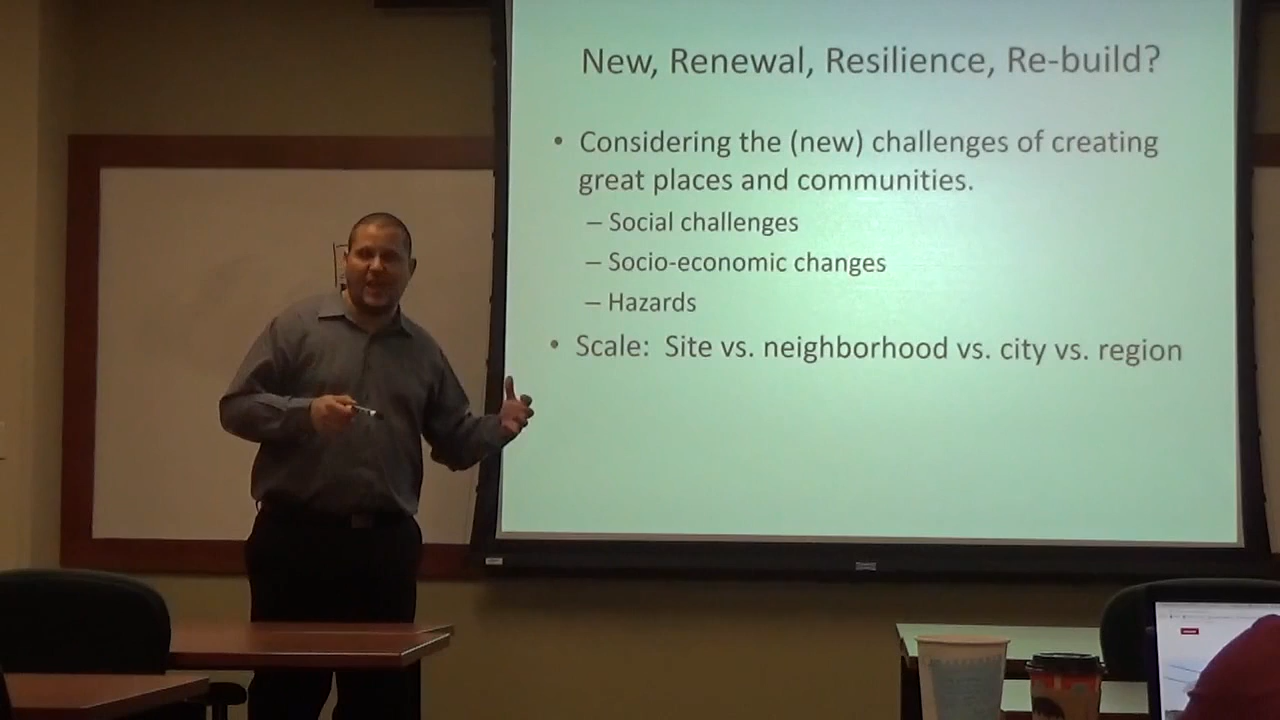 New, Renewal, Resilience, Re-build?
• Considering the (new) challenges of creating
great places and communities.
– Social challenges
– Socio-economic changes
– Hazards
• Scale: Site vs. neighborhood vs. city vs. region